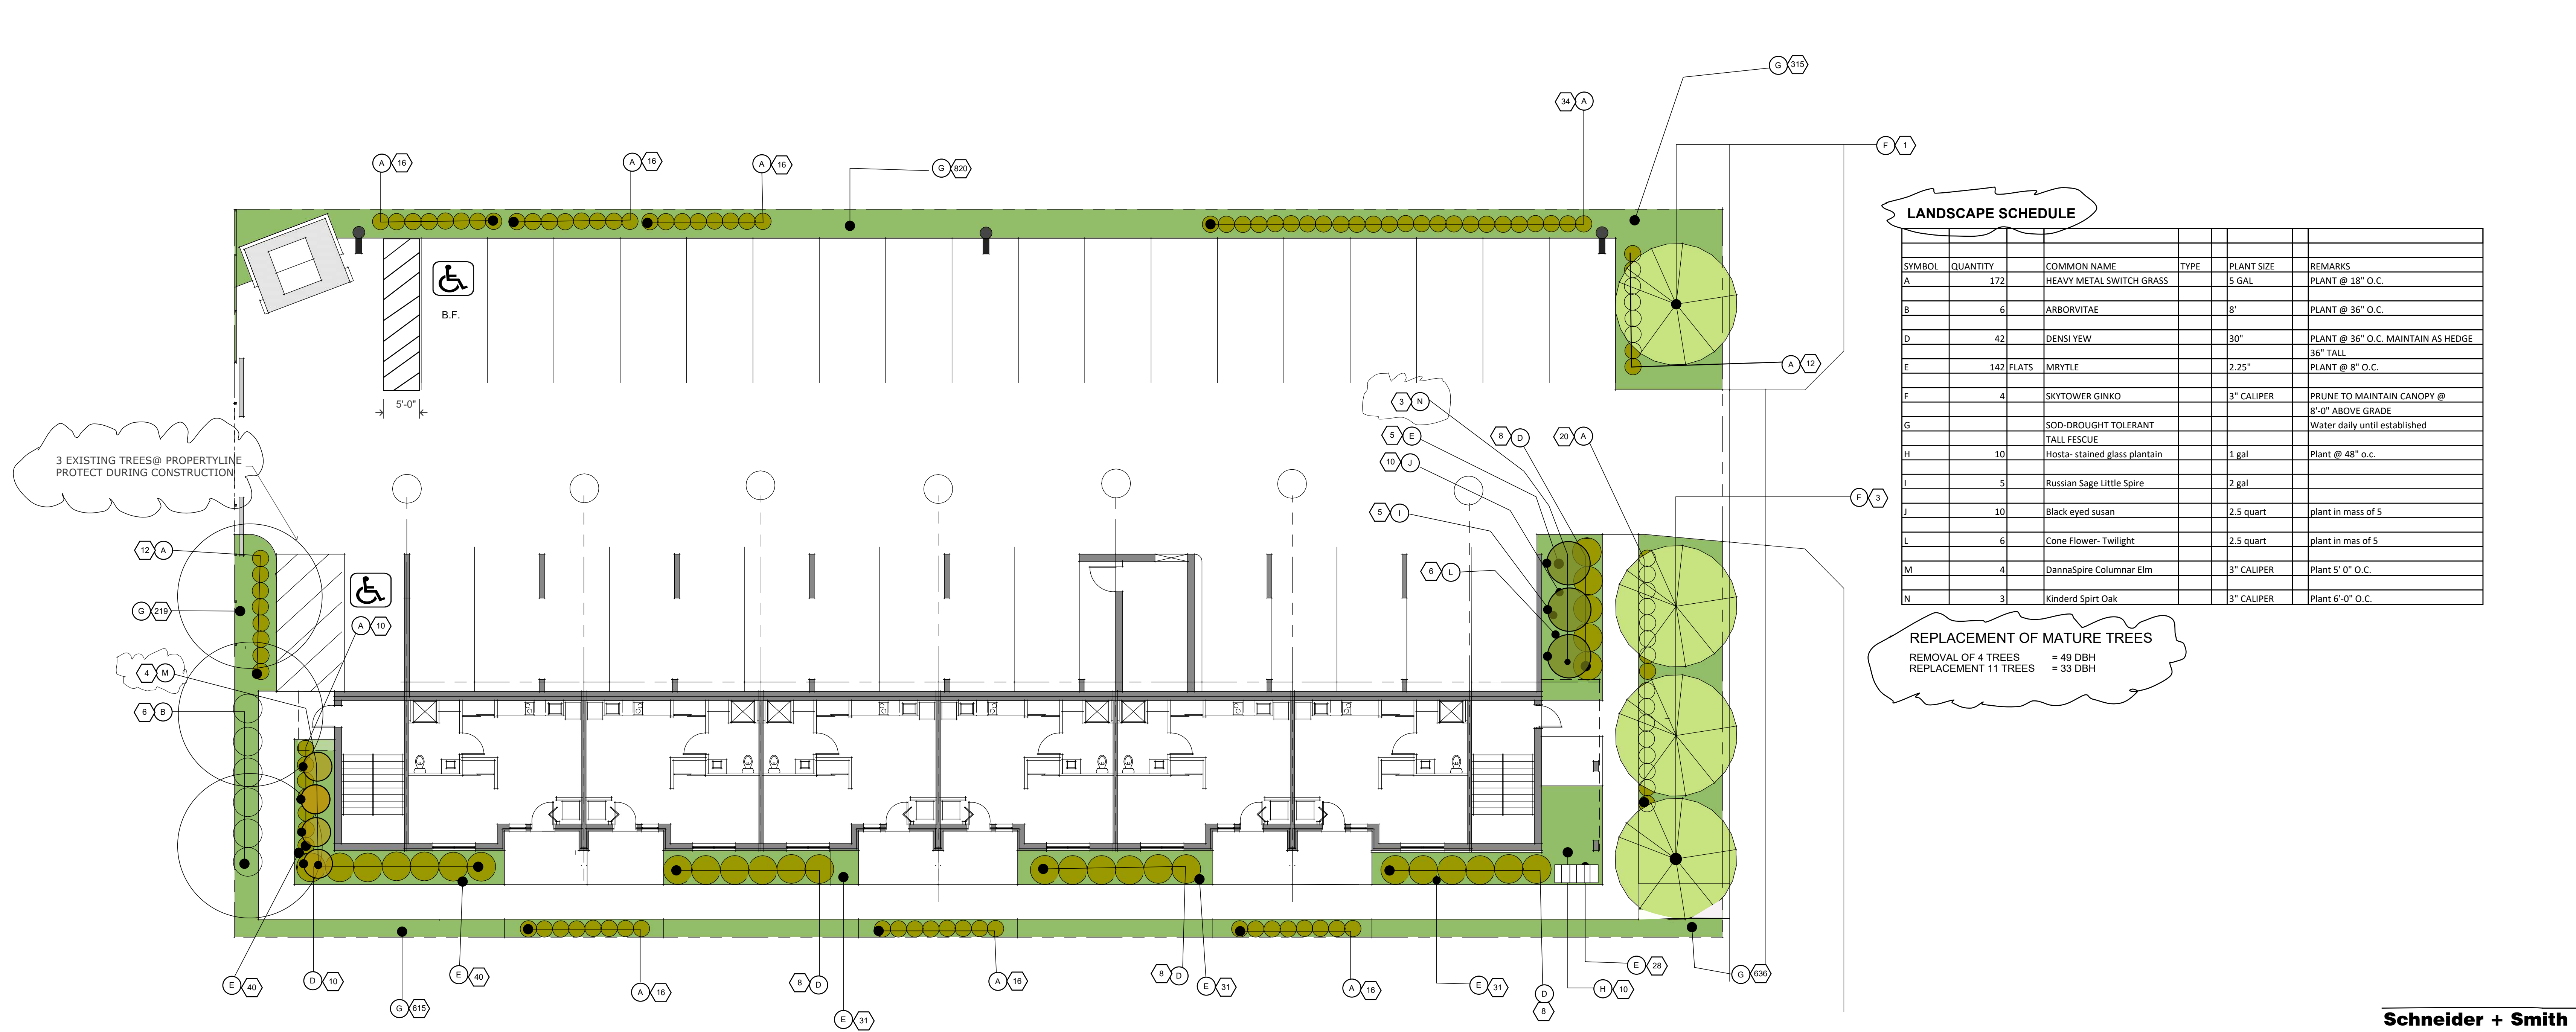 G 315
34 A
A 16
A 16
A 16
G 820
F 1
LANDSCAPE SCHEDULE
SYMBOL QUANTITY COMMON NAME TYPE PLANT SIZE REMARKS
A 172 HEAVY METAL SWITCH GRASS 5 GAL PLANT @ 18" O.C.
B 6 ARBORVITAE 8' PLANT @ 36" O.C.
D 42 DENSI YEW 30" PLANT @ 36" O.C. MAINTAIN AS HEDGE
36" TALL
E 142 FLATS MRYTLE 2.25" PLANT @ 8" O.C.
F 4 SKYTOWER GINKO 3" CALIPER PRUNE TO MAINTAIN CANOPY @
8'-0" ABOVE GRADE
G SOD-DROUGHT TOLERANT Water daily until established
TALL FESCUE
H 10 Hosta- stained glass plantain 1 gal Plant @ 48" o.c.
I 5 Russian Sage Little Spire 2 gal
J 10 Black eyed susan 2.5 quart plant in mass of 5
L 6 Cone Flower- Twilight 2.5 quart plant in mas of 5
M 4 DannaSpire Columnar Elm 3" CALIPER Plant 5' 0" O.C.
N 3 Kinderd Spirt Oak 3" CALIPER Plant 6'-0" O.C.
REPLACEMENT OF MATURE TREES
REMOVAL OF 4 TREES = 49 DBH
REPLACEMENT 11 TREES = 33 DBH
B.F.
A 12
5'-0"
3 N
5 E
8 D
20 A
10 J
3 EXISTING TREES@ PROPERTYLINE
PROTECT DURING CONSTRUCTION
F 3
5 I
12 A
6 L
G 219
A 10
4 M
6 B
E 40
D 10
E 40
G 615
A 16
8 D
E 31
A 16
8 D
E 31
A 16
E 31
D
8
H 10
E 28
G 636
Schneider + Smith